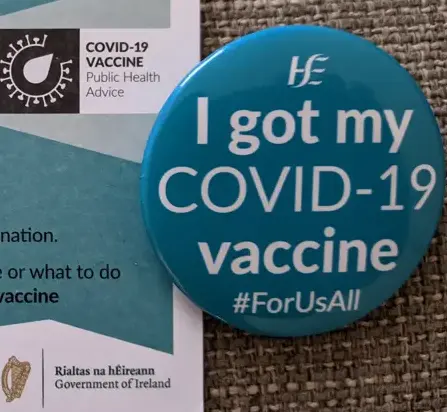 COVID-19
VACCINE
Public Health
Advice
nation.
e or what to do
vaccine
Rialtas na hÉireann
Government of Ireland
HSE
I got my
COVID-19
vaccine
#ForUsAll